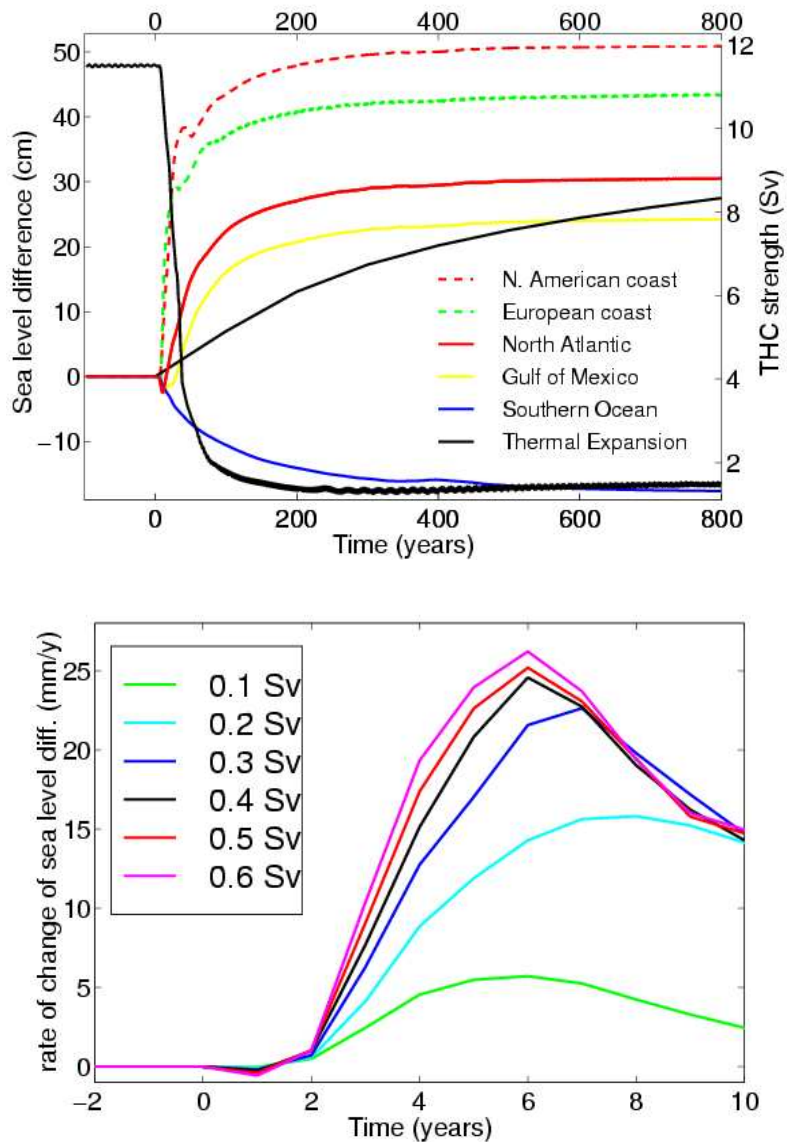 0 200 400 600 800
50
40
30
20
10
0
−10
Sea level difference (cm)
12
10
8
6
4
2
THC strength (Sv)
N. American coast
European coast
North Atlantic
Gulf of Mexico
Southern Ocean
Thermal Expansion
0 200 400 600 800
Time (years)
rate of change of sea level diff. (mm/y)
25
20
15
10
5
0
0.1 Sv
0.2 Sv
0.3 Sv
0.4 Sv
0.5 Sv
0.6 Sv
−2 0 2 4 6 8 10
Time (years)